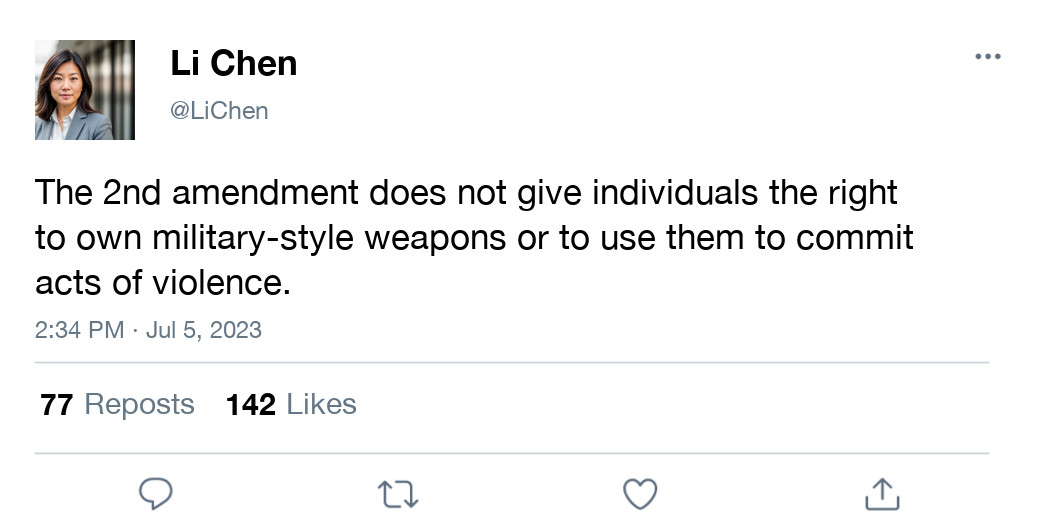 Li Chen
@LiChen
The 2nd amendment does not give individuals the right
to own military-style weapons or to use them to commit
acts of violence.
2:34 PM · Jul 5, 2023
77 Reposts 142 Likes